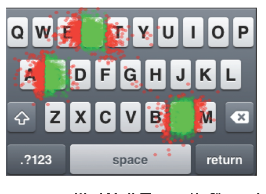 Q W E T Y U I O P
A D F G H J K L
Z X C V B M
.?123 space return